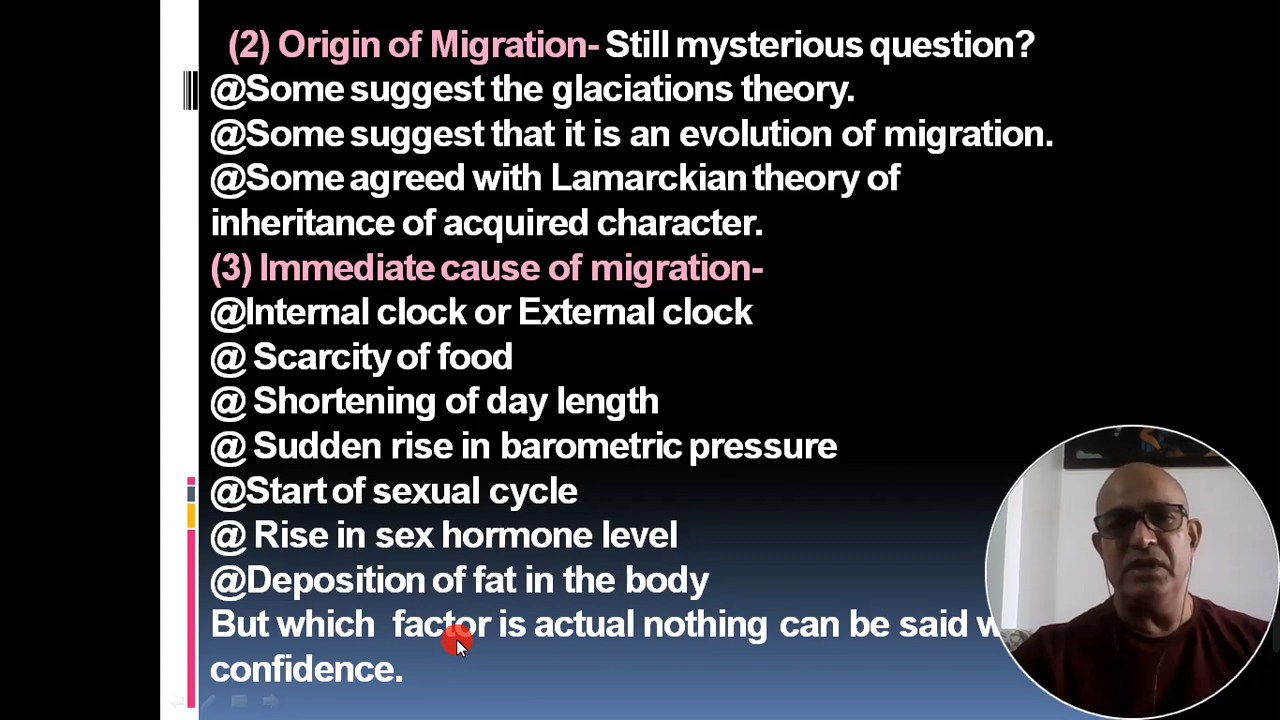 (2) Origin of Migration- Still mysterious question?
@Some suggest the glaciations theory.
@Some suggest that it is an evolution of migration.
@Some agreed with Lamarckian theory of
inheritance of acquired character.
(3) Immediate cause of migration-
@Internal clock or External clock
@ Scarcity of food
@ Shortening of day length
@ Sudden rise in barometric pressure
@Start of sexual cycle
@ Rise in sex hormone level
@Deposition of fat in the body
But which factor is actual nothing can be said
confidence.